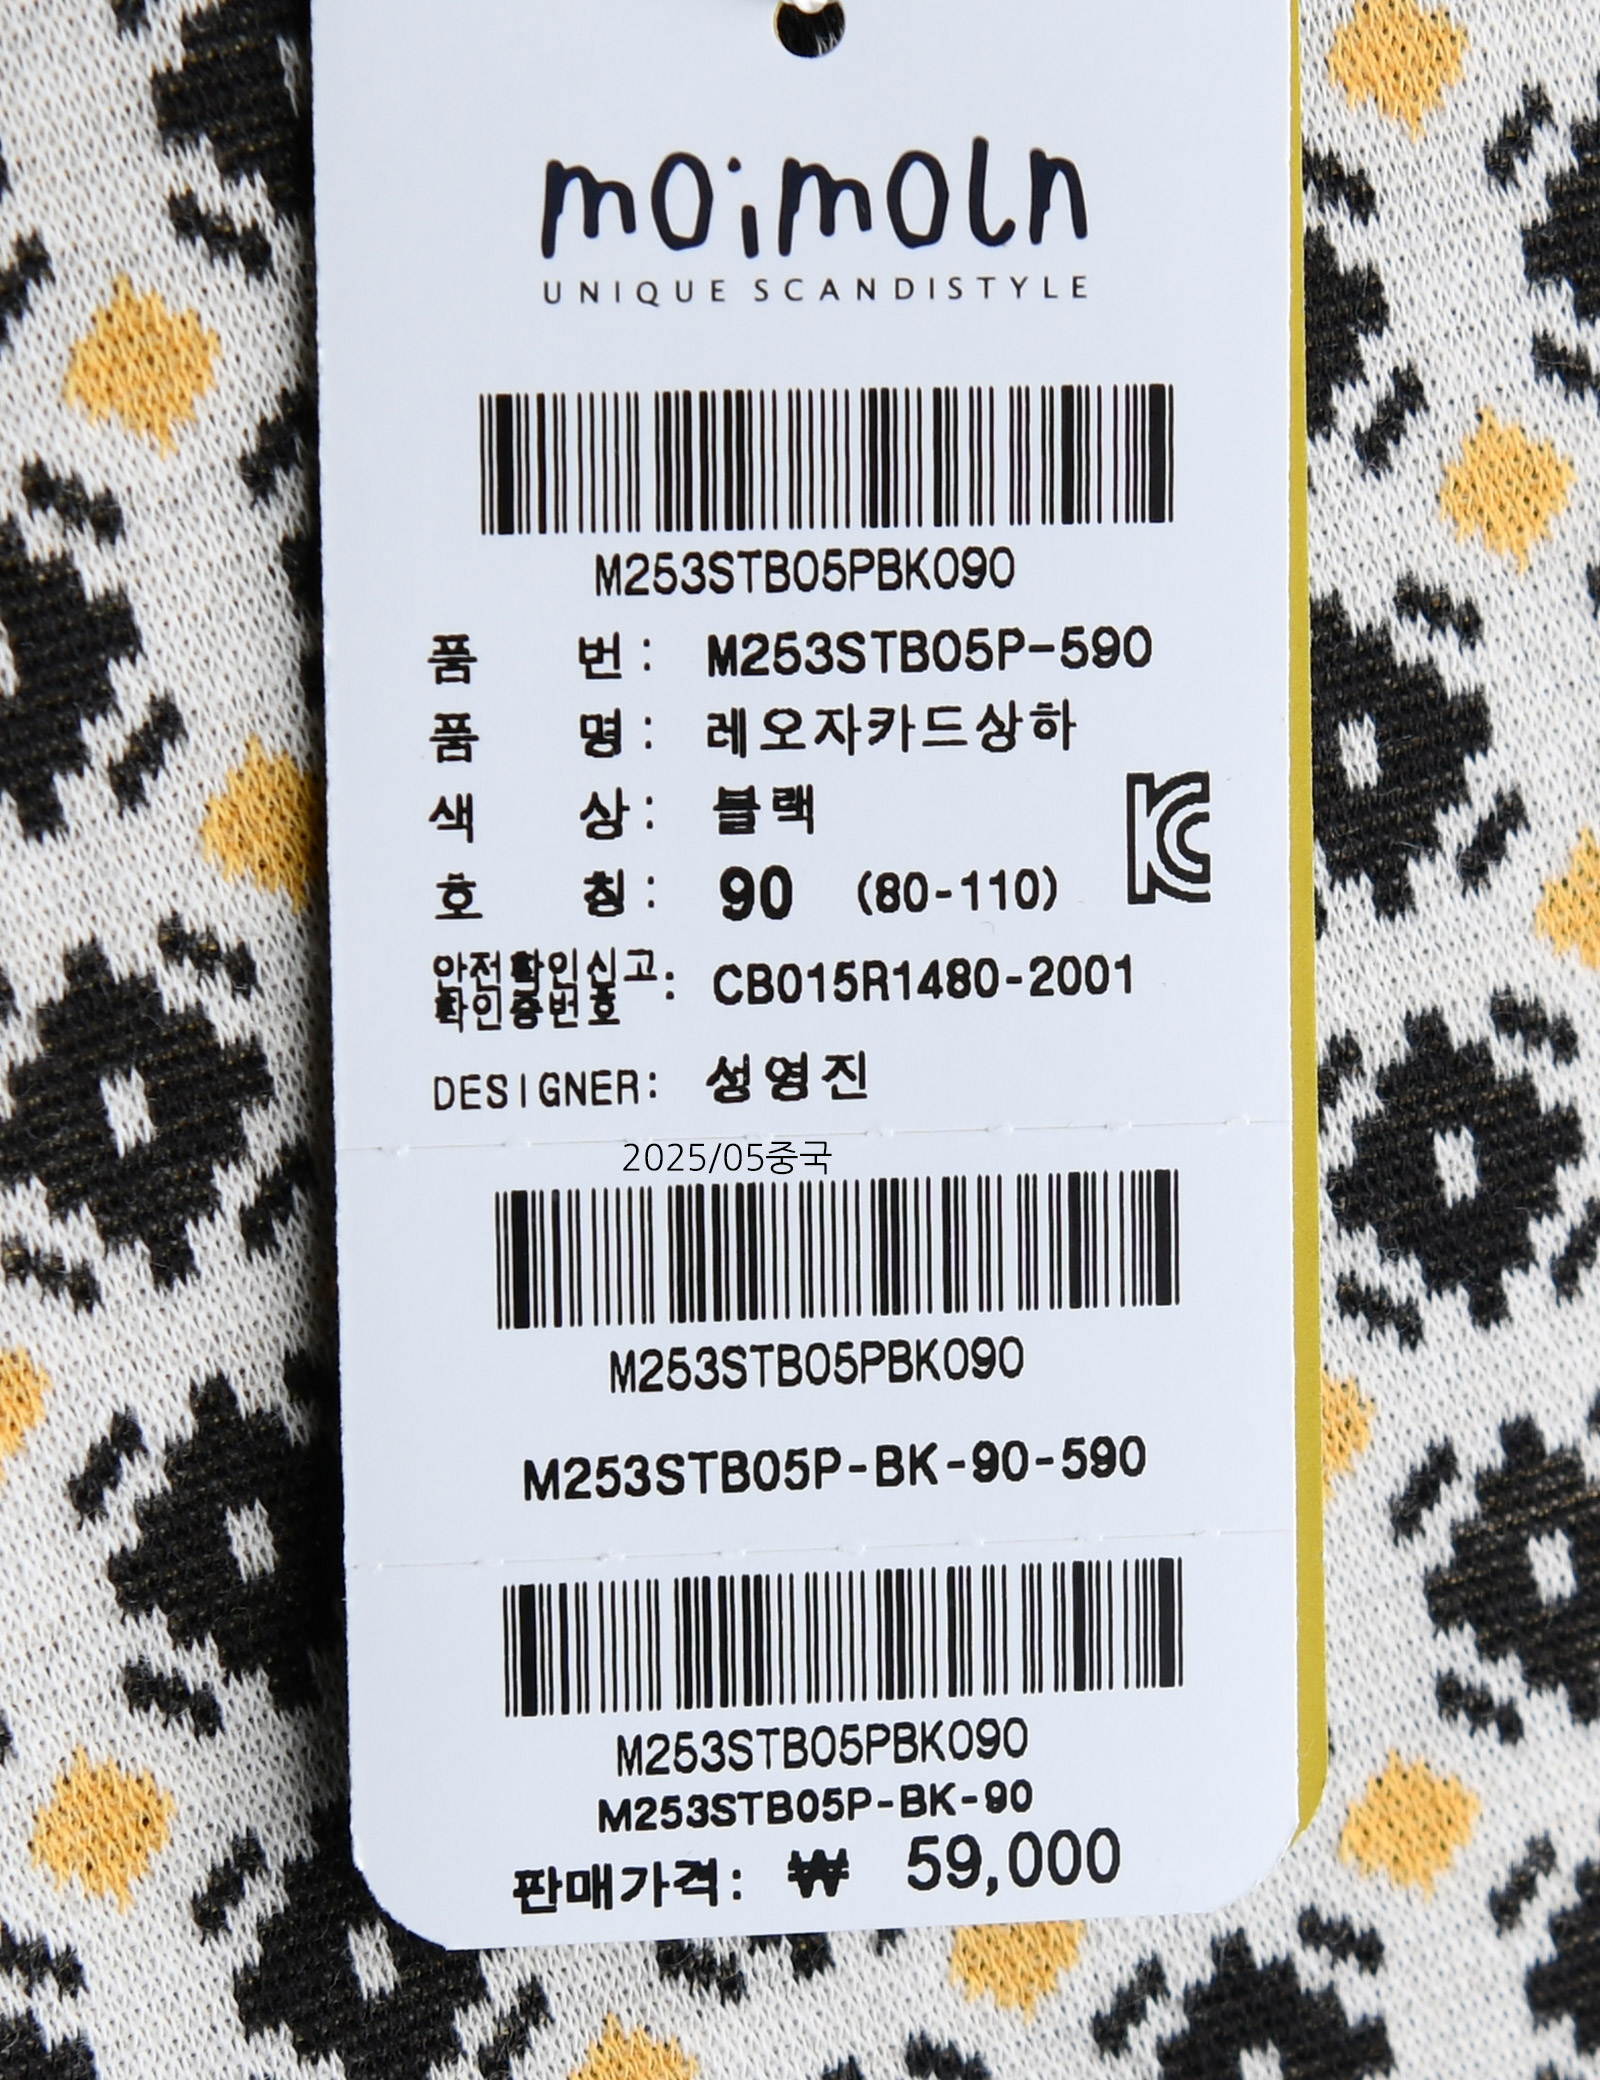 moimoln
UNIQUE SCANDISTYLE
M253STB05PBK090
품 번 : M253STB05P-590
품 명 : 레오자카드상하
색 상 : 블랙
호 칭 : 90 (80-110)
안전확인신고
확인증번호 : CB015R1480-2001
DESIGNER: 성영진
2025/05중국
M253STB05PBK090
M253STB05P-BK-90-590
M253STB05PBK090
M253STB05P-BK-90
판매가격: ₩ 59,000